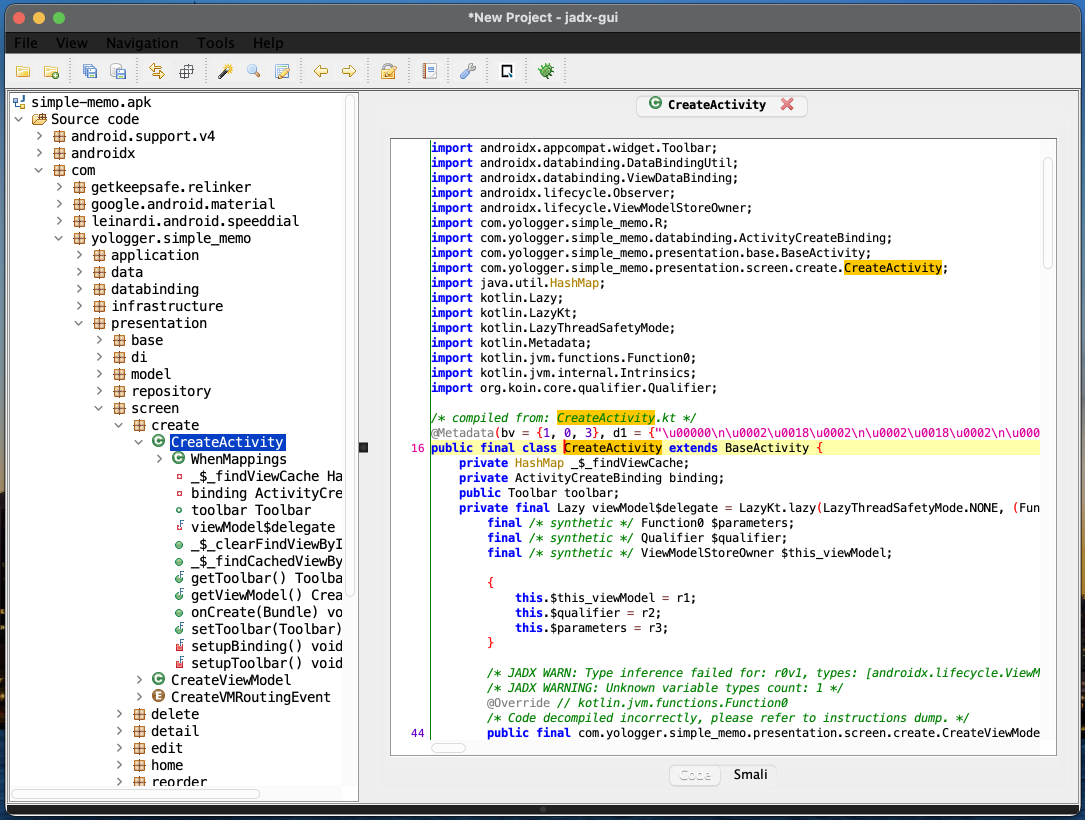 *New Project - jadx-gui
File View Navigation Tools Help
simple-memo.apk
Source code
android.support.v4
androidx
com
getkeepsafe.relinker
google.android.material
leinardi.android.speeddial
yologger.simple_memo
application
data
databinding
infrastructure
presentation
base
di
model
repository
screen
create
CreateActivity
WhenMappings
_$_findViewCache Ha
binding ActivityCre
toolbar Toolbar
viewModel$delegate
_$_clearFindViewByI
_$_findCachedViewBy
getToolbar() Toolba
getViewModel() Crea
onCreate(Bundle) vo
setToolbar(Toolbar)
setupBinding() void
setupToolbar() void
CreateViewModel
CreateVMRoutingEvent
delete
detail
edit
home
reorder
CreateActivity
import androidx.appcompat.widget.Toolbar;
import androidx.databinding.DataBindingUtil;
import androidx.databinding.ViewDataBinding;
import androidx.lifecycle.Observer;
import androidx.lifecycle.ViewModelStoreOwner;
import com.yologger.simple_memo.R;
import com.yologger.simple_memo.databinding.ActivityCreateBinding;
import com.yologger.simple_memo.presentation.base.BaseActivity;
import com.yologger.simple_memo.presentation.screen.create.CreateActivity;
import java.util.HashMap;
import kotlin.Lazy;
import kotlin.LazyKt;
import kotlin.LazyThreadSafetyMode;
import kotlin.Metadata;
import kotlin.jvm.functions.Function0;
import kotlin.jvm.internal.Intrinsics;
import org.koin.core.qualifier.Qualifier;
/* compiled from: CreateActivity.kt */
@Metadata(bv = {1, 0, 3}, d1 = {"\u00000\n\u0002\u0018\u0002\n\u0002\u0018\u0002\n\u000
16 public final class CreateActivity extends BaseActivity {
private HashMap _$_findViewCache;
private ActivityCreateBinding binding;
public Toolbar toolbar;
private final Lazy viewModel$delegate = LazyKt.lazy(LazyThreadSafetyMode.NONE, (Fun
final /* synthetic */ Function0 $parameters;
final /* synthetic */ Qualifier $qualifier;
final /* synthetic */ ViewModelStoreOwner $this_viewModel;
{
this.$this_viewModel = r1;
this.$qualifier = r2;
this.$parameters = r3;
}
/* JADX WARN: Type inference failed for: r0v1, types: [androidx.lifecycle.ViewM
/* JADX WARNING: Unknown variable types count: 1 */
@Override // kotlin.jvm.functions.Function0
/* Code decompiled incorrectly, please refer to instructions dump. */
44 public final com.yologger.simple_memo.presentation.screen.create.CreateViewMode
Code Smali